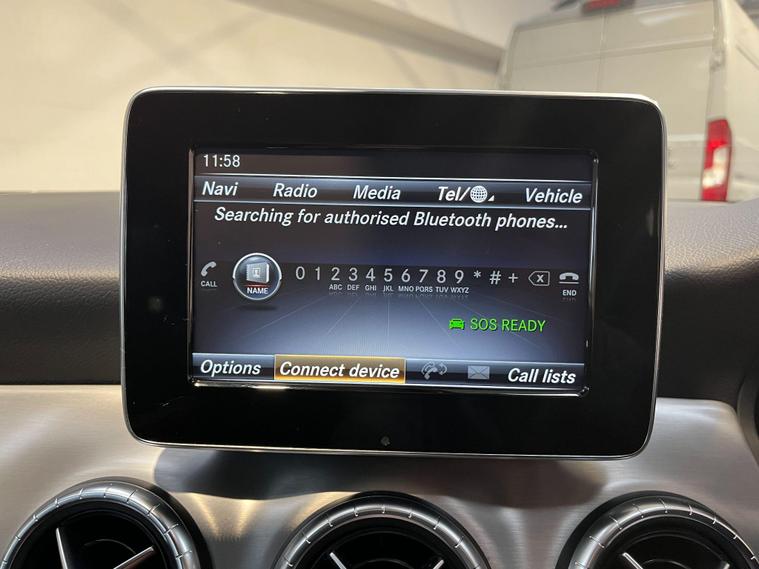 11:58
Navi Radio Media Tel/ Vehicle
Searching for authorised Bluetooth phones...
CALL NAME 0 1 2 3 4 5 6 7 8 9 * # + END
ABC DEF GHI JKL MNO PQRS TUV WXYZ
SOS READY
Options Connect device Call lists